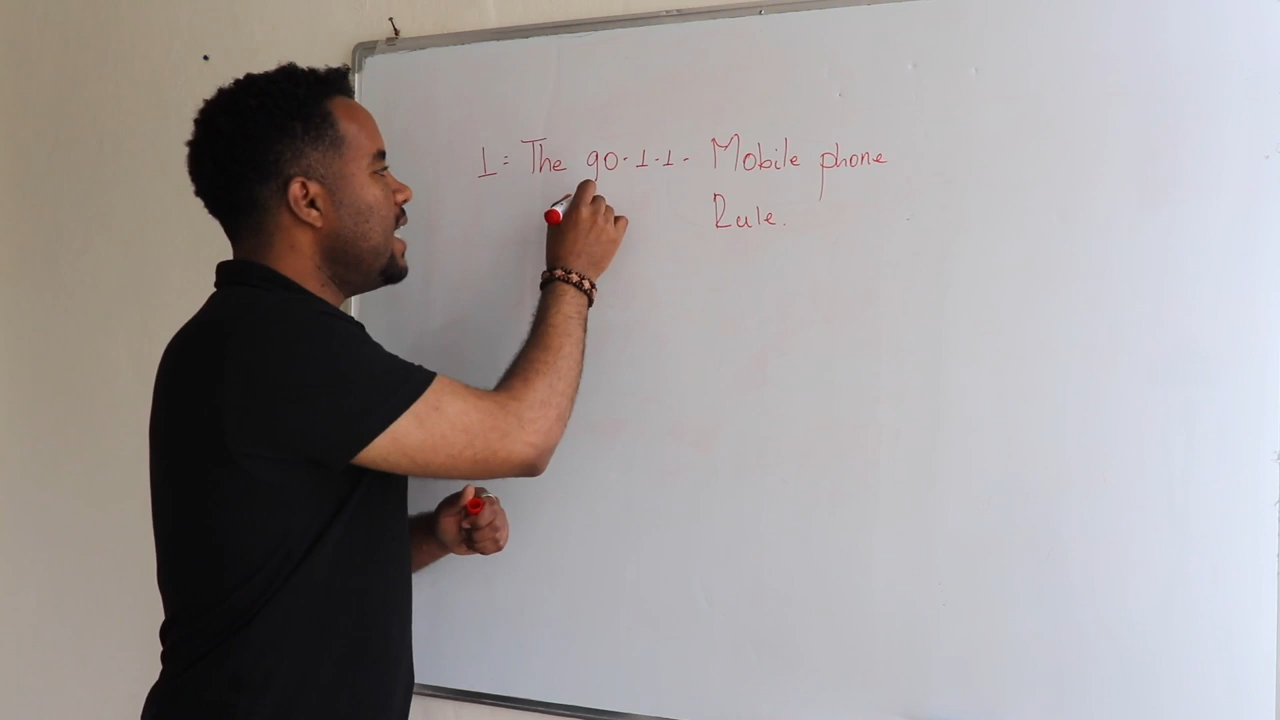 1= The 90-1-1- Mobile phone
Rule.